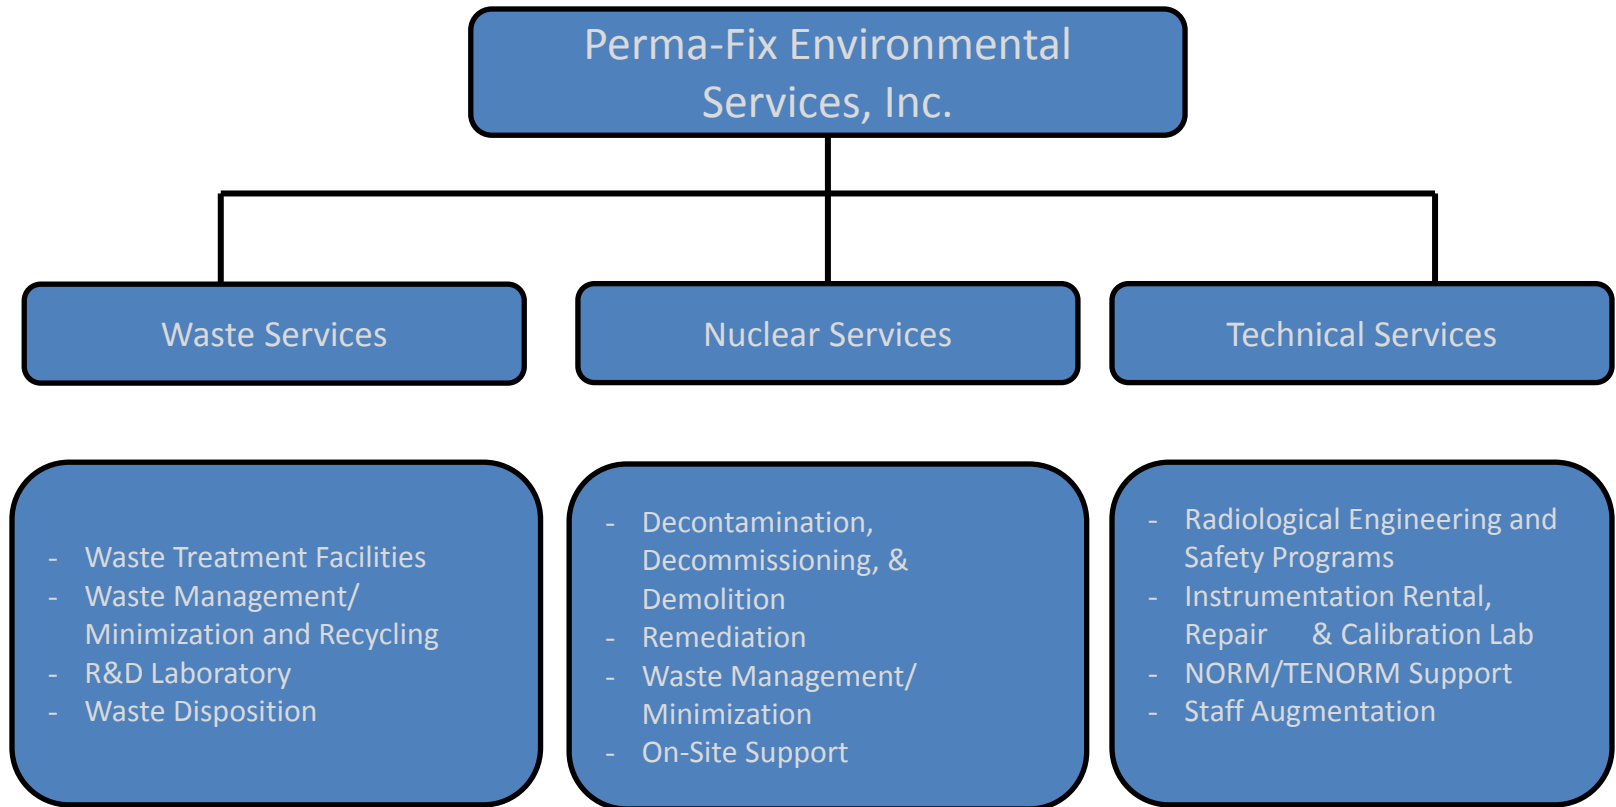 Perma-Fix Environmental
Services, Inc.
Waste Services
Nuclear Services
Technical Services
- Waste Treatment Facilities
- Waste Management/
Minimization and Recycling
- R&D Laboratory
- Waste Disposition
- Decontamination,
Decommissioning, &
Demolition
- Remediation
- Waste Management/
Minimization
- On-Site Support
- Radiological Engineering and
Safety Programs
- Instrumentation Rental,
Repair & Calibration Lab
- NORM/TENORM Support
- Staff Augmentation